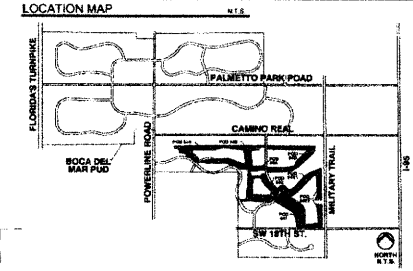 LOCATION MAP
N.T.S.
FLORIDA'S TURNPIKE
PALMETTO PARK ROAD
CAMINO REAL
BOCA DEL
MAR PUD
POWERLINE ROAD
MILITARY TRAIL
I-95
SW 18TH ST.
NORTH
N.T.S.